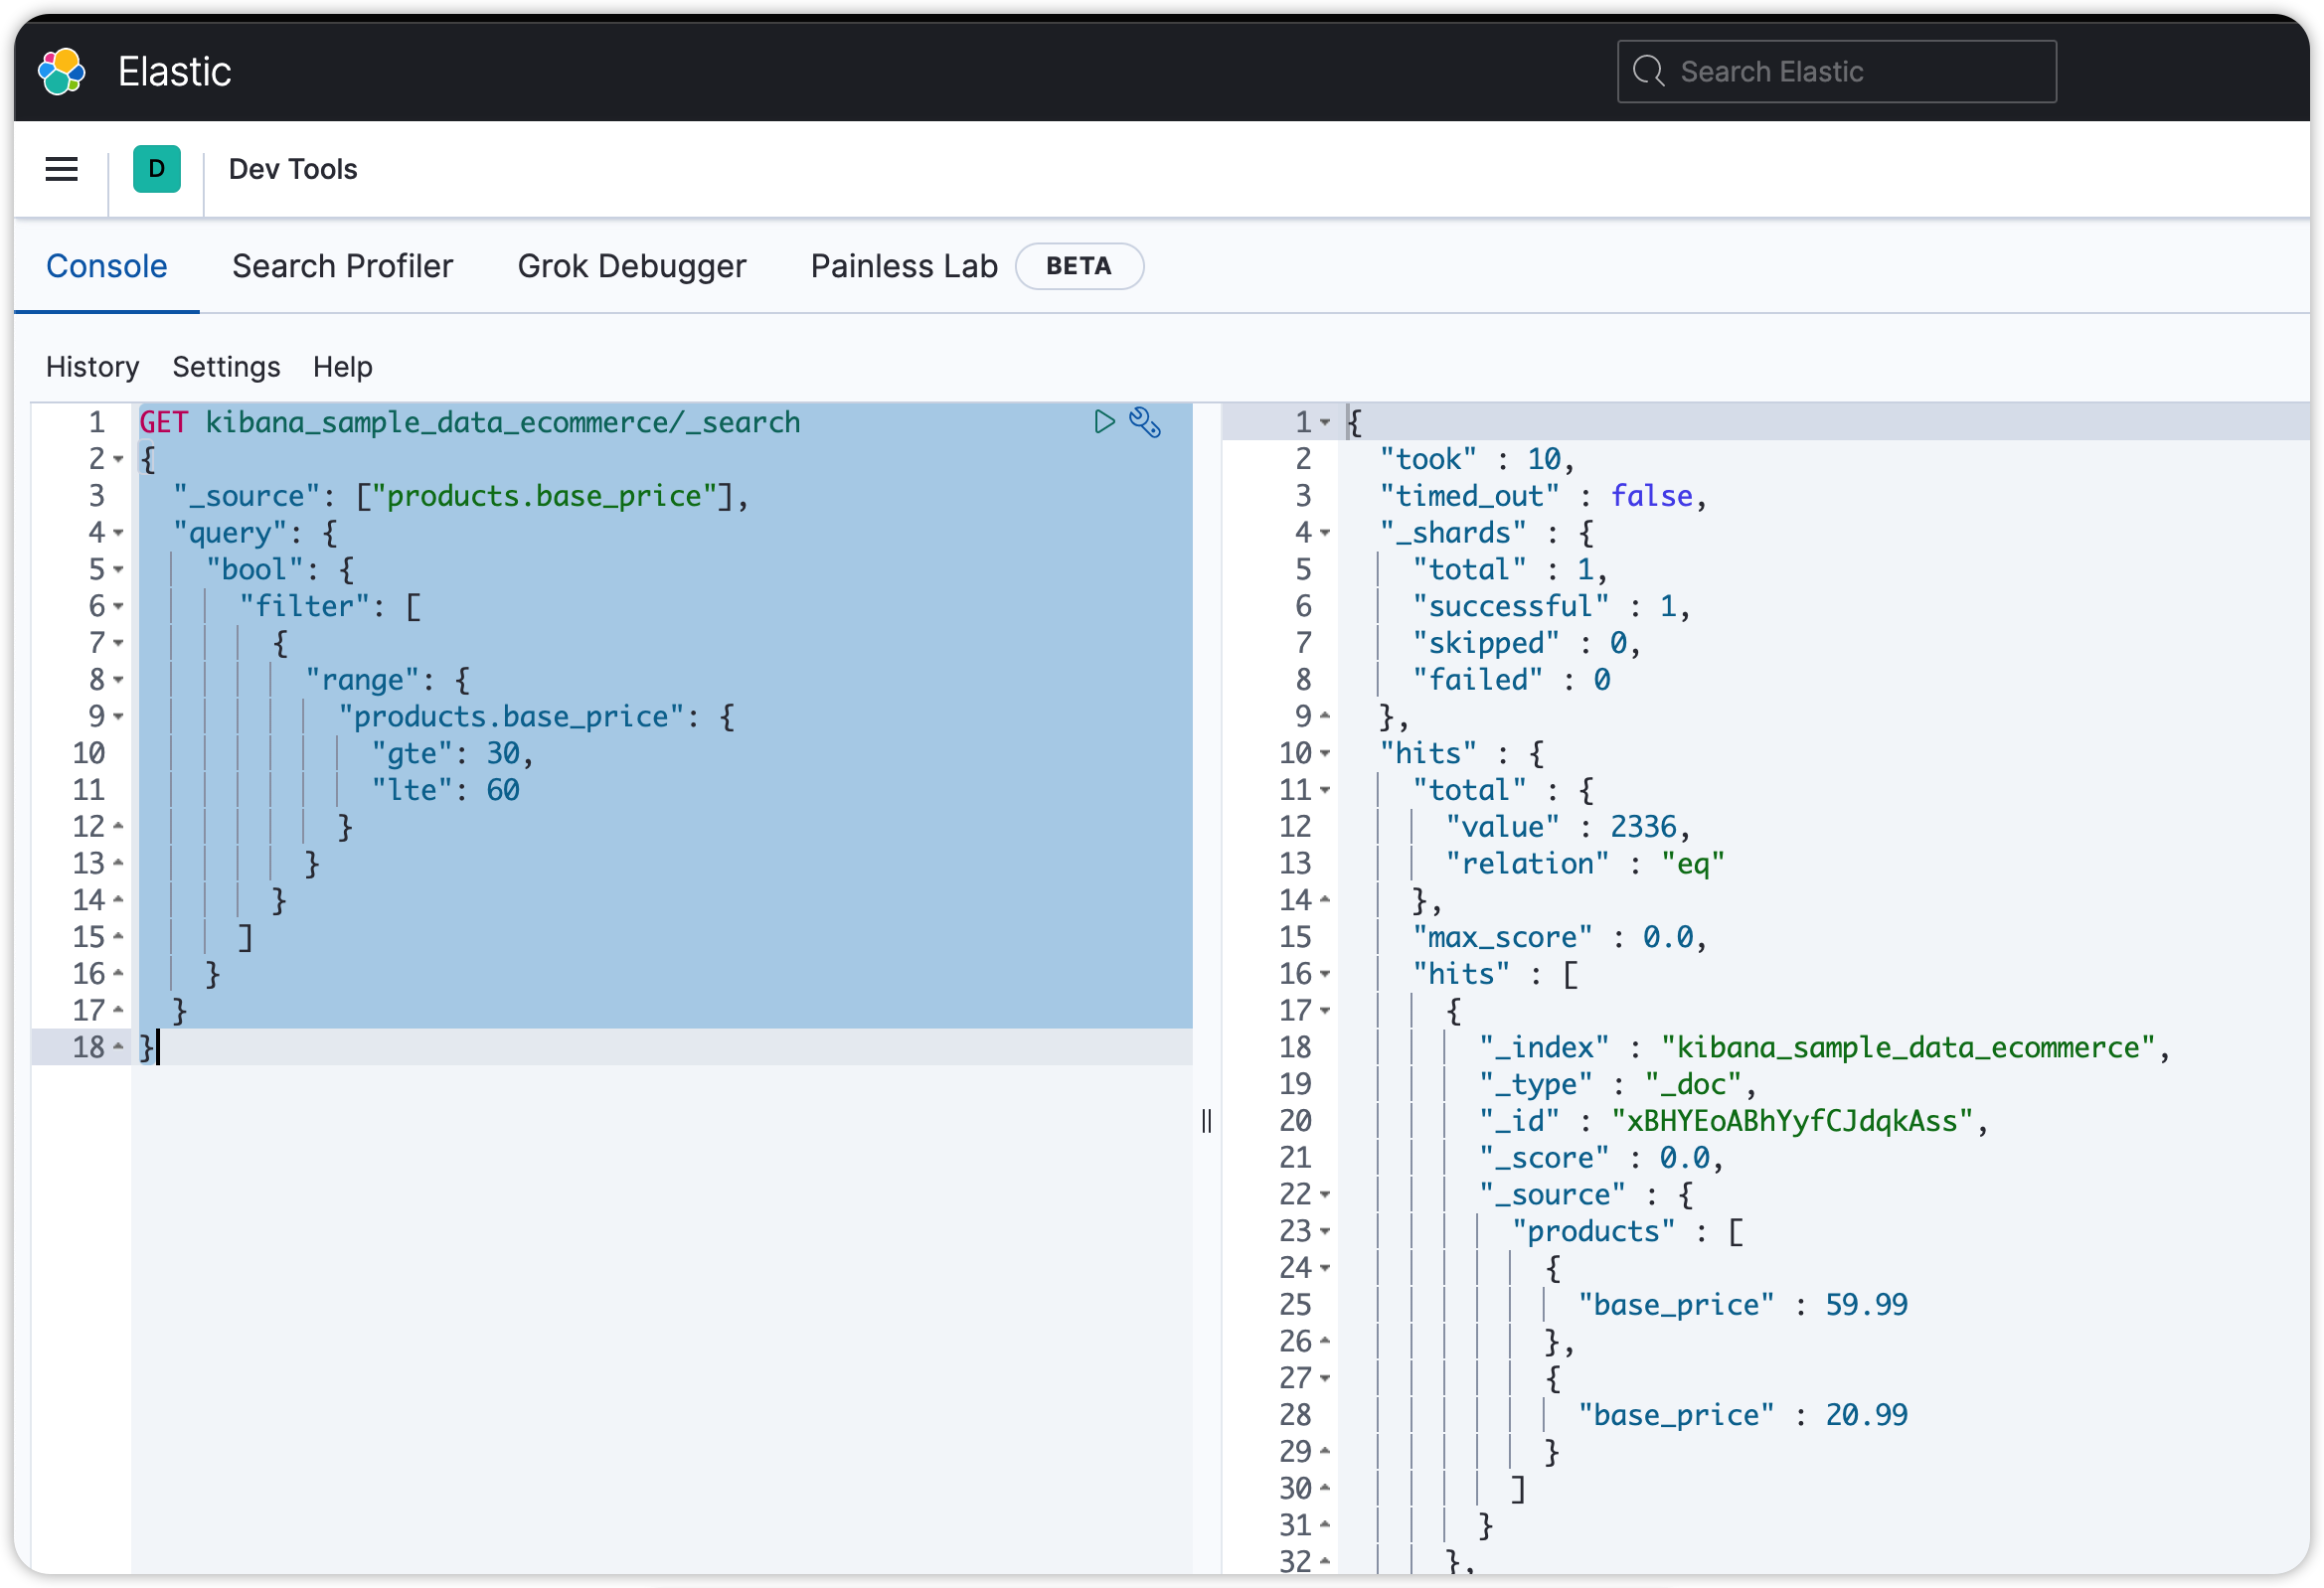 Elastic
Search Elastic
D
Dev Tools
Console Search Profiler Grok Debugger Painless Lab BETA
History Settings Help
1 GET kibana_sample_data_ecommerce/_search
2 {
3   "_source": ["products.base_price"],
4   "query": {
5     "bool": {
6       "filter": [
7         {
8           "range": {
9             "products.base_price": {
10               "gte": 30,
11               "lte": 60
12             }
13           }
14         }
15       ]
16     }
17   }
18 }
1 {
2   "took" : 10,
3   "timed_out" : false,
4   "_shards" : {
5     "total" : 1,
6     "successful" : 1,
7     "skipped" : 0,
8     "failed" : 0
9   },
10   "hits" : {
11     "total" : {
12       "value" : 2336,
13       "relation" : "eq"
14     },
15     "max_score" : 0.0,
16     "hits" : [
17       {
18         "_index" : "kibana_sample_data_ecommerce",
19         "_type" : "_doc",
20         "_id" : "xBHYEoABhYyfCJdqkAss",
21         "_score" : 0.0,
22         "_source" : {
23           "products" : [
24             {
25               "base_price" : 59.99
26             },
27             {
28               "base_price" : 20.99
29             }
30           ]
31         }
32       },